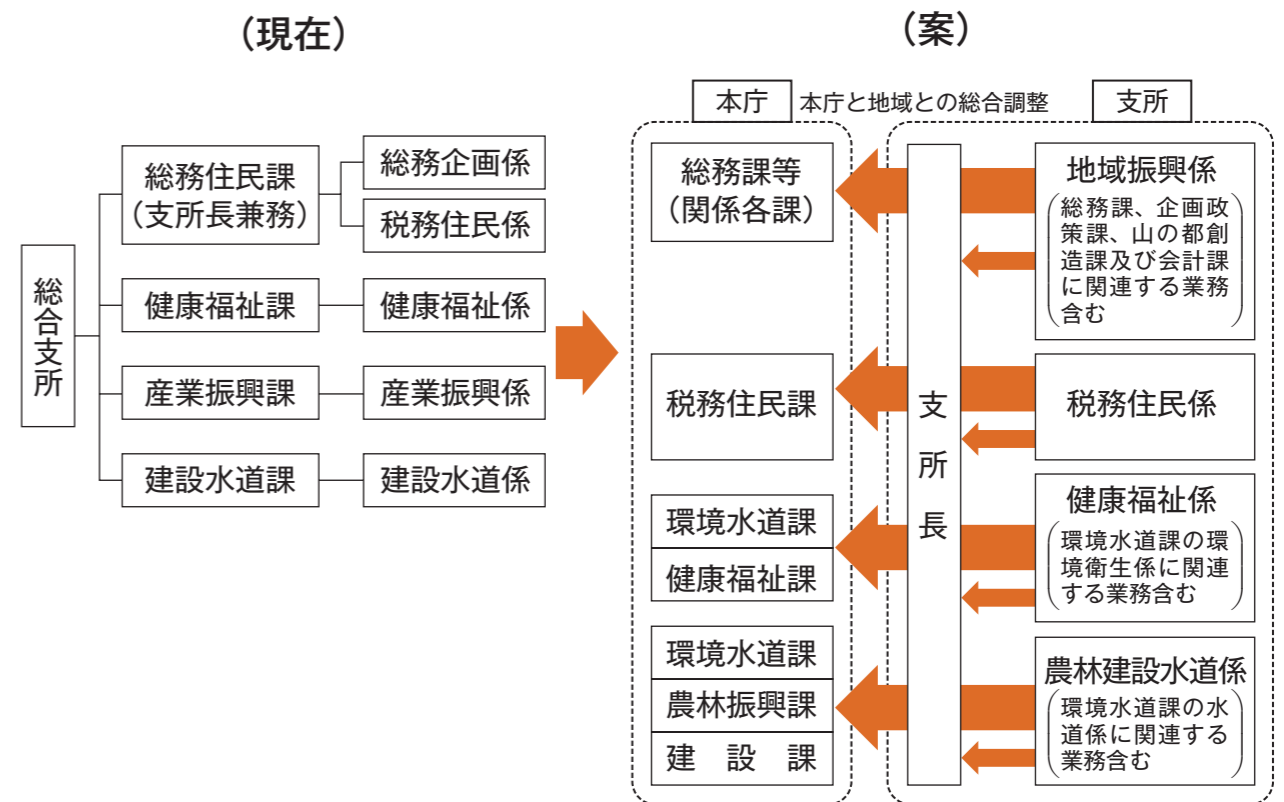 （現在）
総合支所
総務住民課
（支所長兼務）
総務企画係
税務住民係
健康福祉課
健康福祉係
産業振興課
産業振興係
建設水道課
建設水道係
（案）
本庁
本庁と地域との総合調整
支所
総務課等
（関係各課）
税務住民課
環境水道課
健康福祉課
環境水道課
農林振興課
建設課
支所長
地域振興係
総務課、企画政
策課、山の都創
造課及び会計課
に関連する業務
含む
税務住民係
健康福祉係
環境水道課の環
境衛生係に関連
する業務含む
農林建設水道係
環境水道課の水
道係に関連する
業務含む